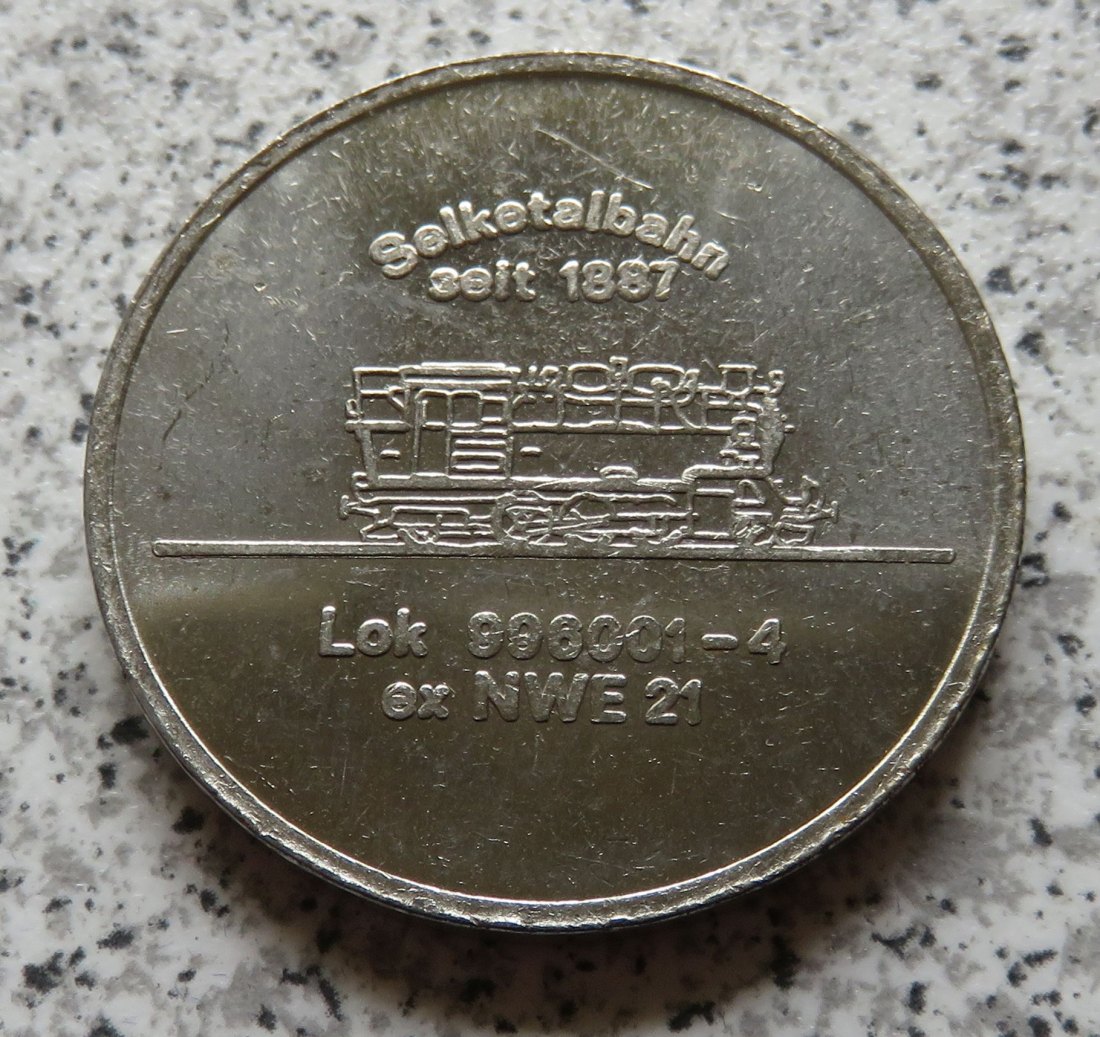 Selketalbahn
seit 1887
Lok 996001-4
ex NWE 21